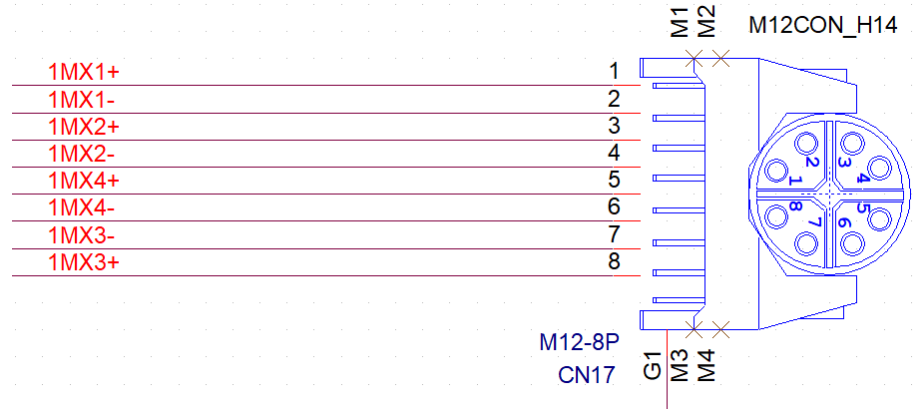 M1 M2 M12CON_H14
1MX1+ 1
1MX1- 2
1MX2+ 3
1MX2- 4
1MX4+ 5
1MX4- 6
1MX3- 7
1MX3+ 8
2 3
1 4
8 5
7 6
M12-8P
CN17 G1 M3 M4